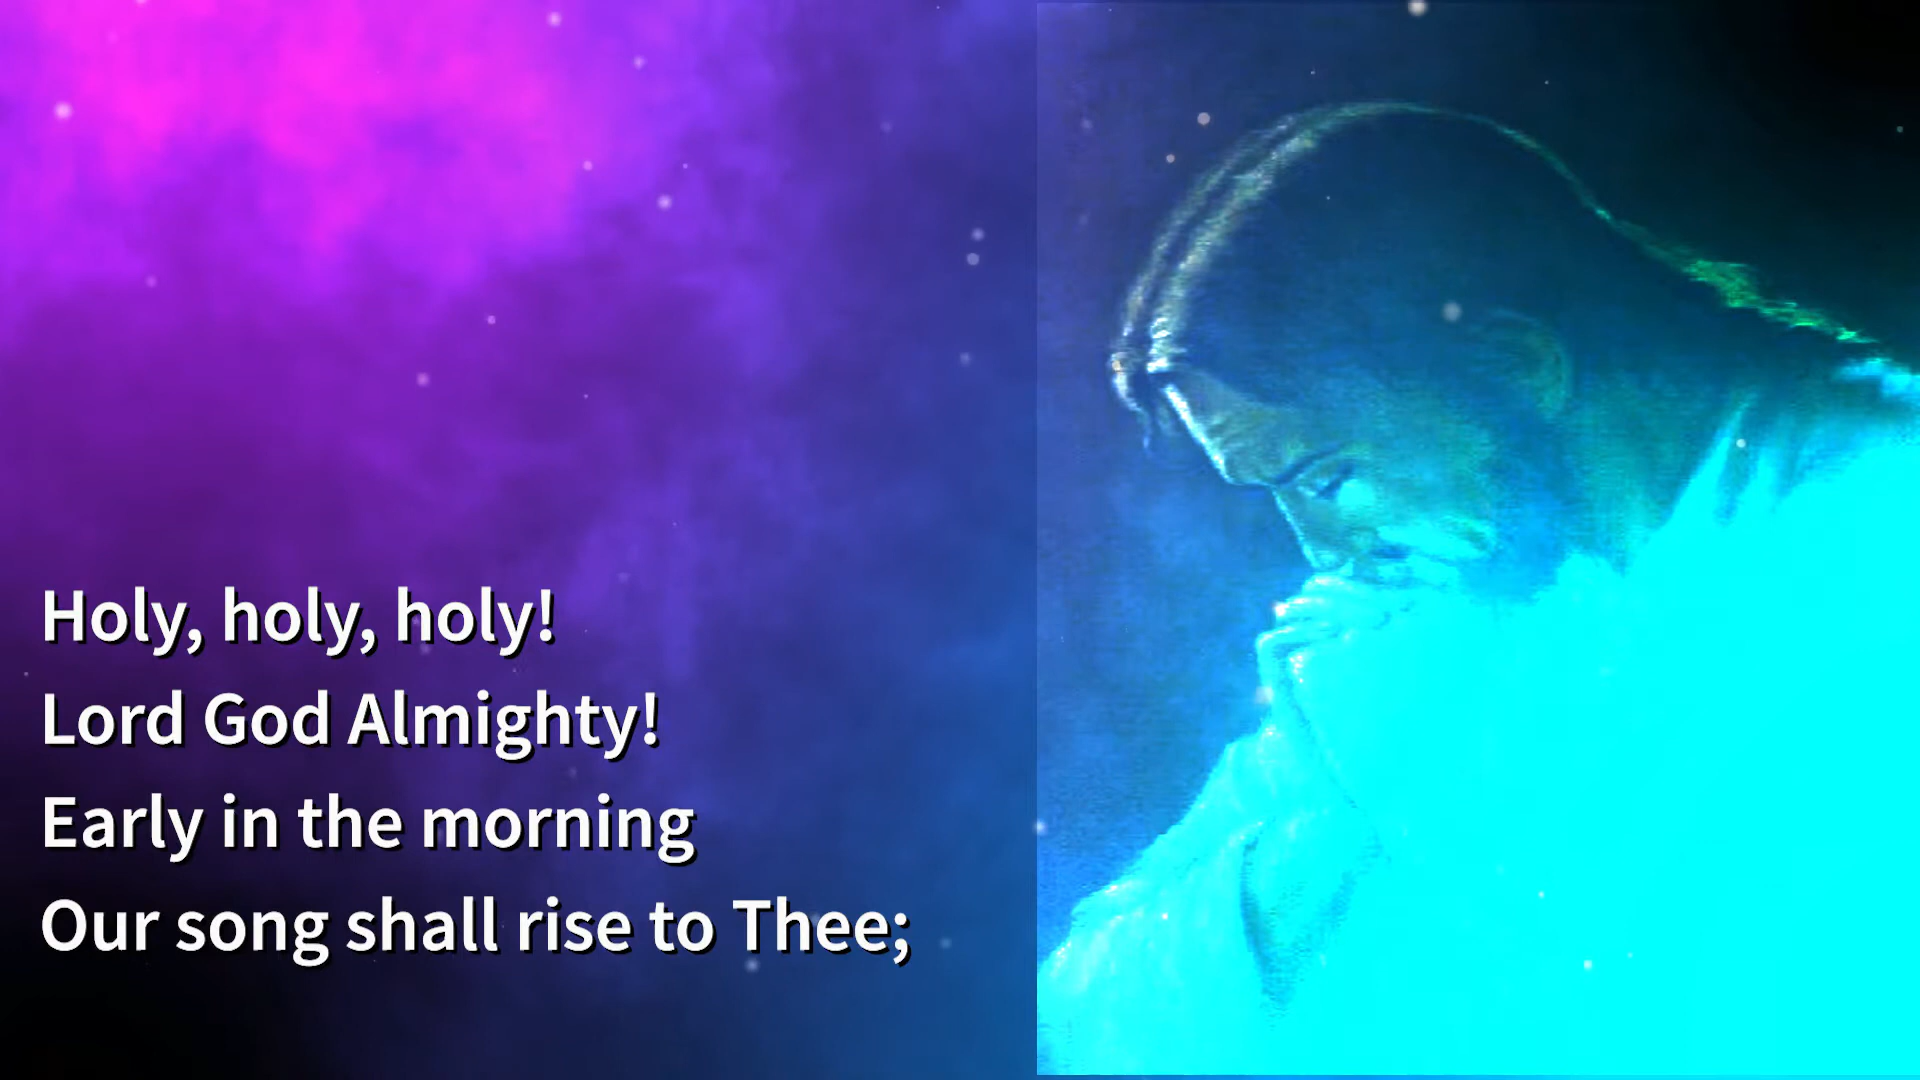 Holy, holy, holy!
Lord God Almighty!
Early in the morning
Our song shall rise to Thee;